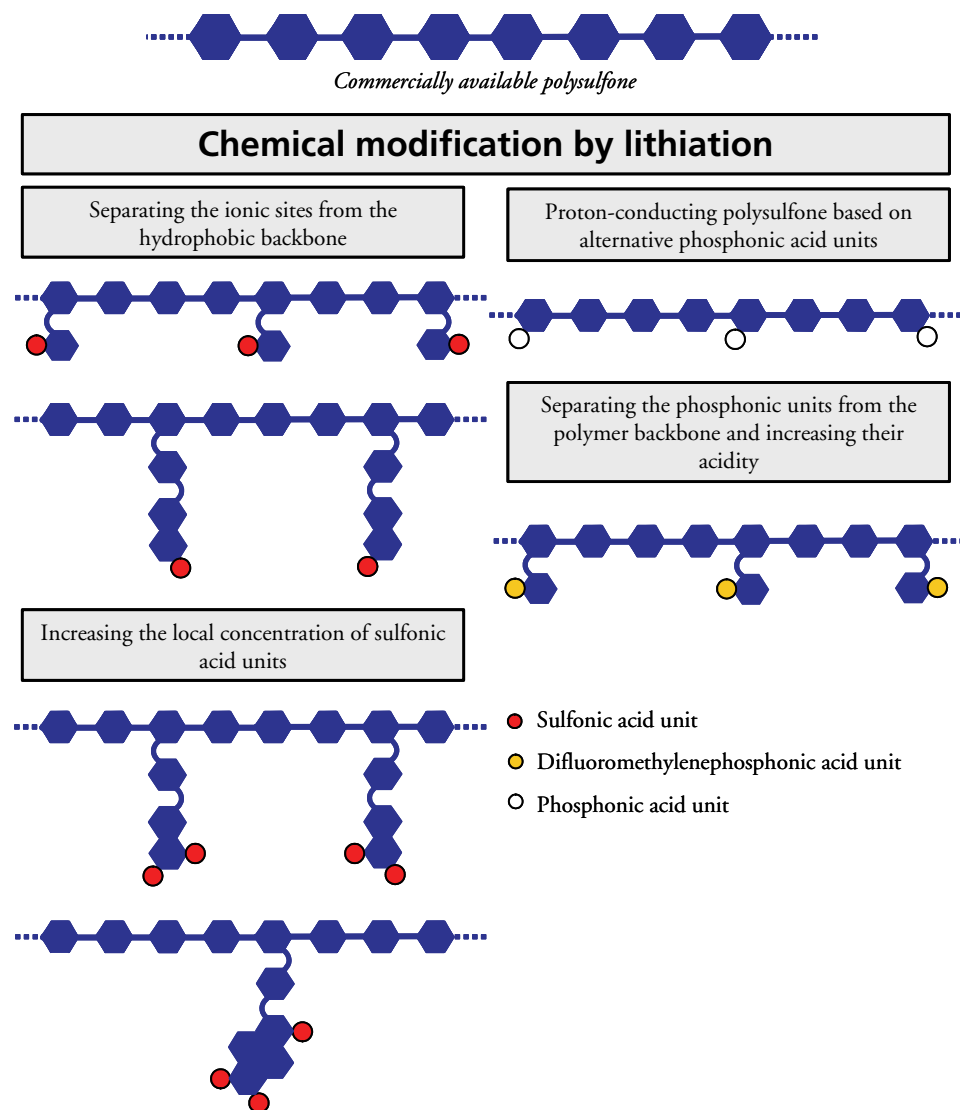 Commercially available polysulfone
Chemical modification by lithiation
Separating the ionic sites from the
hydrophobic backbone
Proton-conducting polysulfone based on
alternative phosphonic acid units
Separating the phosphonic units from the
polymer backbone and increasing their
acidity
Increasing the local concentration of sulfonic
acid units
Sulfonic acid unit
Difluoromethylenephosphonic acid unit
Phosphonic acid unit